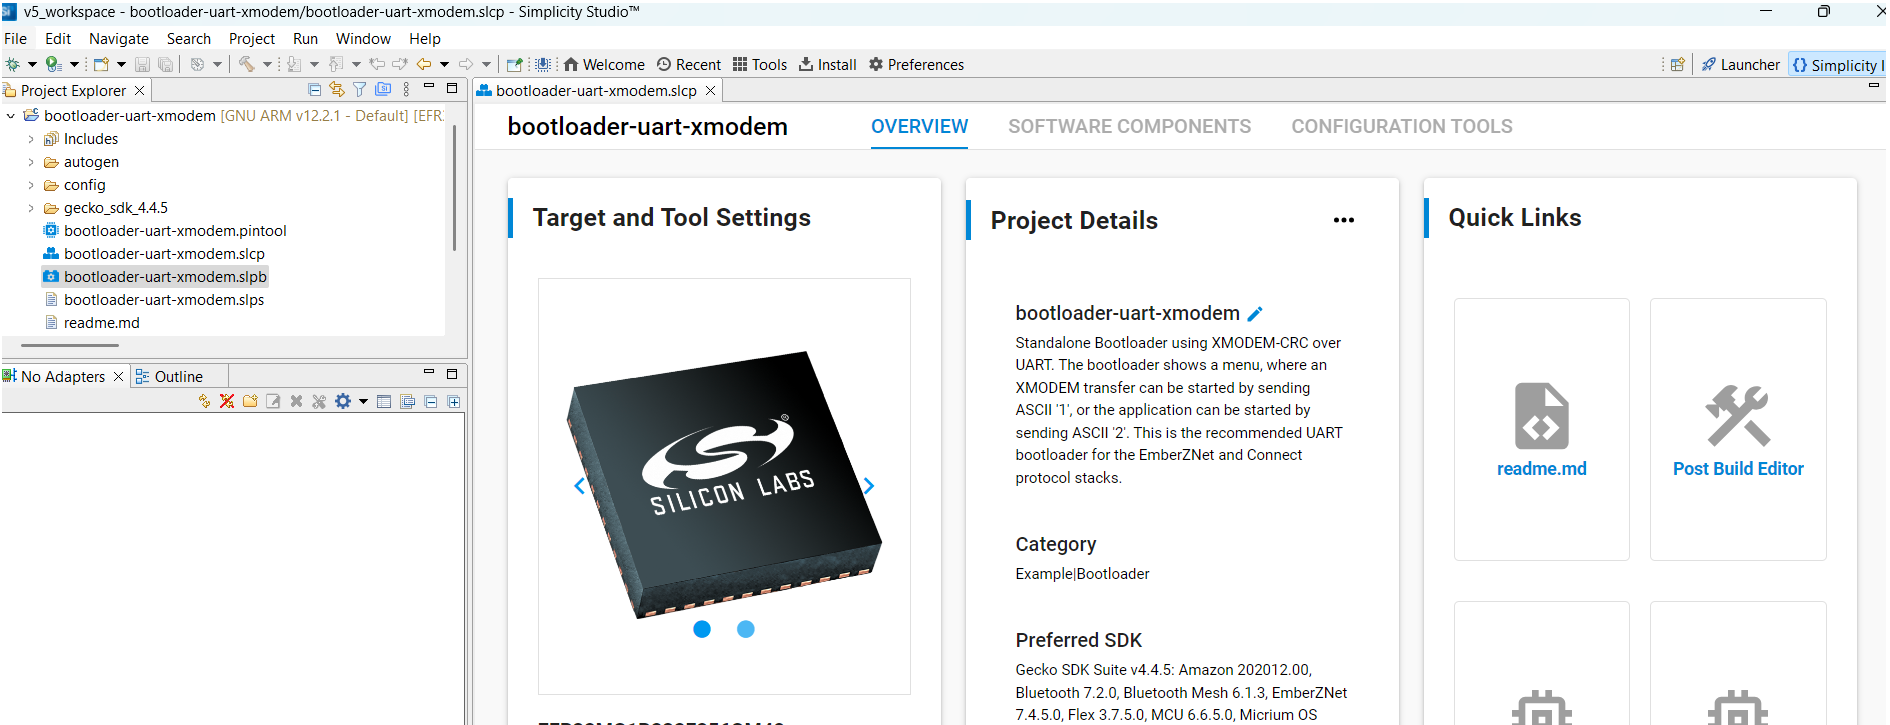 v5_workspace - bootloader-uart-xmodem/bootloader-uart-xmodem.slcp - Simplicity Studio™
File Edit Navigate Search Project Run Window Help
Welcome Recent Tools Install Preferences Launcher {} Simplicity I
Project Explorer
bootloader-uart-xmodem [GNU ARM v12.2.1 - Default] [EFR
Includes
autogen
config
gecko_sdk_4.4.5
bootloader-uart-xmodem.pintool
bootloader-uart-xmodem.slcp
bootloader-uart-xmodem.slpb
bootloader-uart-xmodem.slps
readme.md
No Adapters Outline
bootloader-uart-xmodem.slcp
bootloader-uart-xmodem OVERVIEW SOFTWARE COMPONENTS CONFIGURATION TOOLS
Target and Tool Settings
SILICON LABS
Project Details
bootloader-uart-xmodem
Standalone Bootloader using XMODEM-CRC over
UART. The bootloader shows a menu, where an
XMODEM transfer can be started by sending
ASCII '1', or the application can be started by
sending ASCII '2'. This is the recommended UART
bootloader for the EmberZNet and Connect
protocol stacks.
Category
Example|Bootloader
Preferred SDK
Gecko SDK Suite v4.4.5: Amazon 202012.00,
Bluetooth 7.2.0, Bluetooth Mesh 6.1.3, EmberZNet
7.4.5.0, Flex 3.7.5.0, MCU 6.6.5.0, Micrium OS
Quick Links
readme.md
Post Build Editor